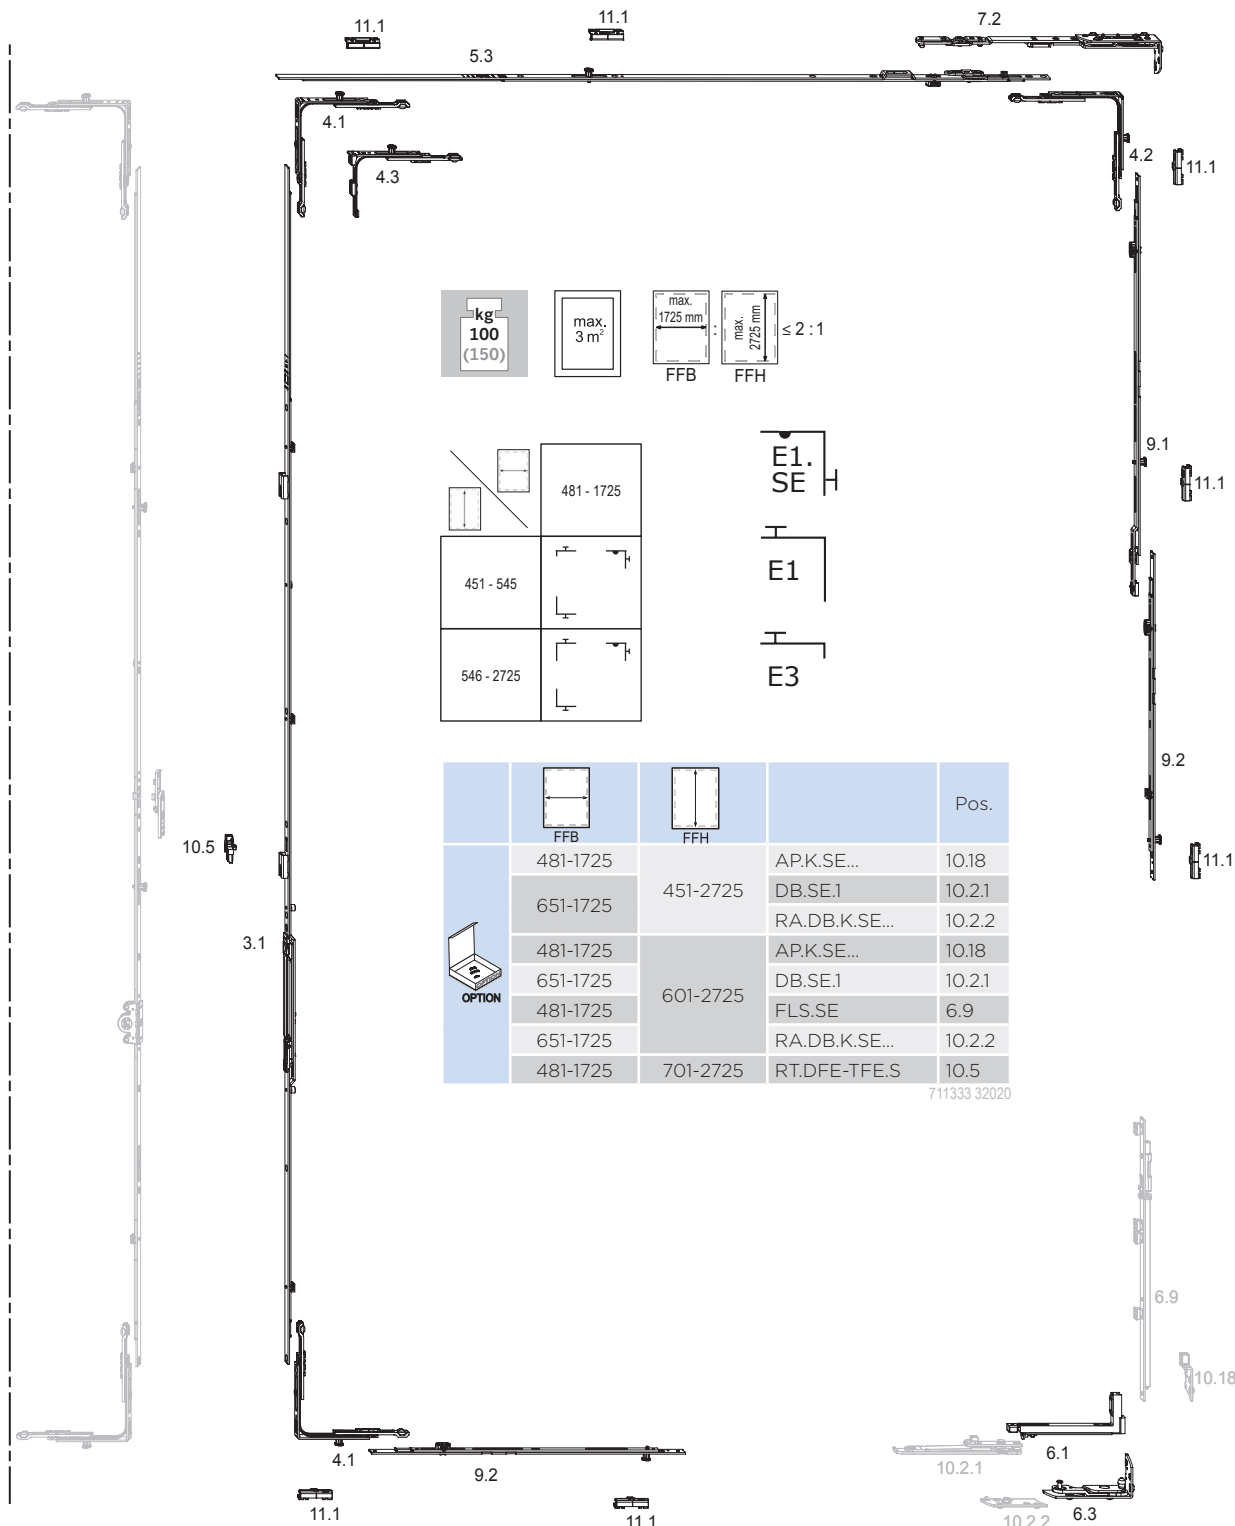 11.1
11.1
7.2
5.3
4.1
4.3
4.2
11.1
kg
100
(150)
max.
3 m²
max.
1725 mm
FFB
:
max.
2725 mm
FFH
≤ 2 : 1
481 - 1725
451 - 545
546 - 2725
E1.
SE
E1
E3
9.1
11.1
9.2
11.1
10.5
3.1
FFB FFH Pos.
OPTION
481-1725 451-2725 AP.K.SE... 10.18
651-1725 DB.SE.1 10.2.1
RA.DB.K.SE... 10.2.2
481-1725 601-2725 AP.K.SE... 10.18
651-1725 DB.SE.1 10.2.1
481-1725 FLS.SE 6.9
651-1725 RA.DB.K.SE... 10.2.2
481-1725 701-2725 RT.DFE-TFE.S 10.5
711333 32020
6.9
10.18
4.1
9.2
10.2.1
6.1
11.1
11.1
10.2.2
6.3